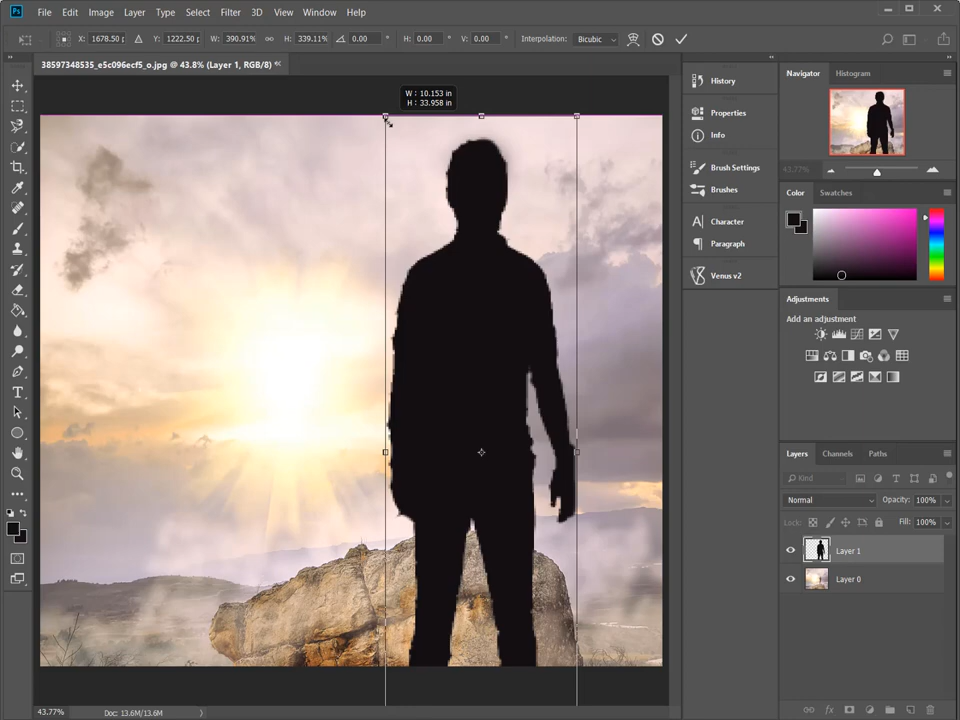 Ps File Edit Image Layer Type Select Filter 3D View Window Help
X: 1678.50 p Y: 1222.50 p W: 390.91% H: 339.11% 0.00 ° H: 0.00 ° V: 0.00 ° Interpolation: Bicubic
38597348535_e5c096ecf5_o.jpg @ 43.8% (Layer 1, RGB/8) *
W : 10.153 in
H : 33.958 in
History
Properties
Info
Brush Settings
Brushes
Character
Paragraph
Venus v2
Navigator Histogram
43.77%
Color Swatches
Adjustments
Add an adjustment
Layers Channels Paths
Kind
Normal Opacity: 100%
Lock: Fill: 100%
Layer 1
Layer 0
43.77% Doc: 13.6M/13.6M